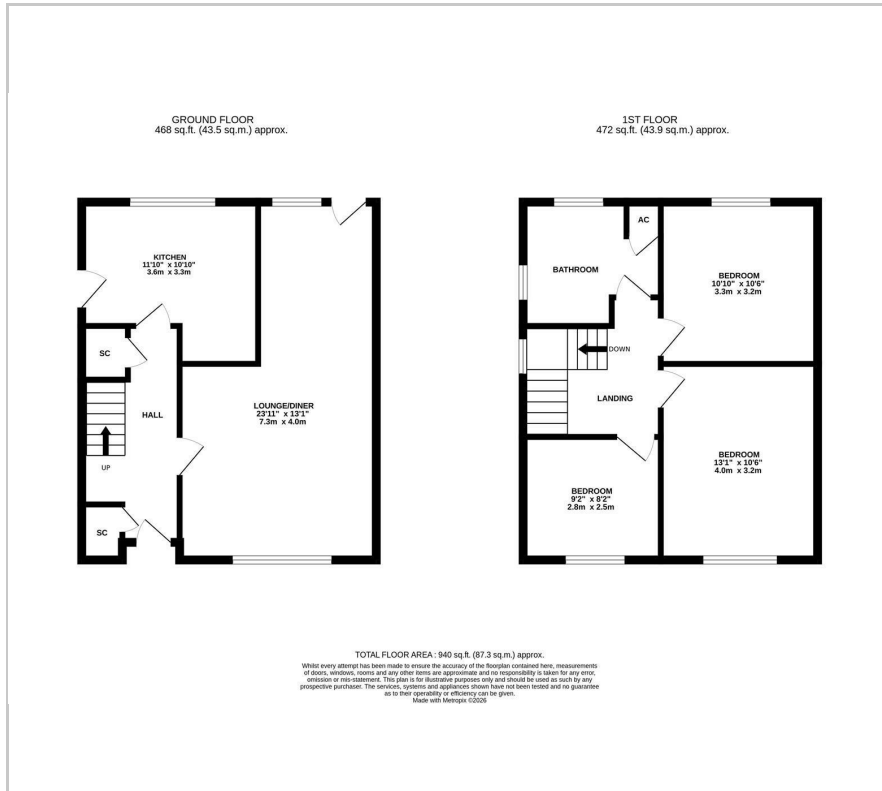 GROUND FLOOR
468 sq.ft. (43.5 sq.m.) approx.
KITCHEN
11'10" x 10'10"
3.6m x 3.3m
SC
HALL
LOUNGE/DINER
23'11" x 13'1"
7.3m x 4.0m
UP
SC
1ST FLOOR
472 sq.ft. (43.9 sq.m.) approx.
AC
BATHROOM
BEDROOM
10'10" x 10'6"
3.3m x 3.2m
DOWN
LANDING
BEDROOM
13'1" x 10'6"
4.0m x 3.2m
BEDROOM
9'2" x 8'2"
2.8m x 2.5m
TOTAL FLOOR AREA : 940 sq.ft. (87.3 sq.m.) approx.
Whilst every attempt has been made to ensure the accuracy of the floorplan contained here, measurements
of doors, windows, rooms and any other items are approximate and no responsibility is taken for any error,
omission or mis-statement. This plan is for illustrative purposes only and should be used as such by any
prospective purchaser. The services, systems and appliances shown have not been tested and no guarantee
as to their operability or efficiency can be given.
Made with Metropix ©2026